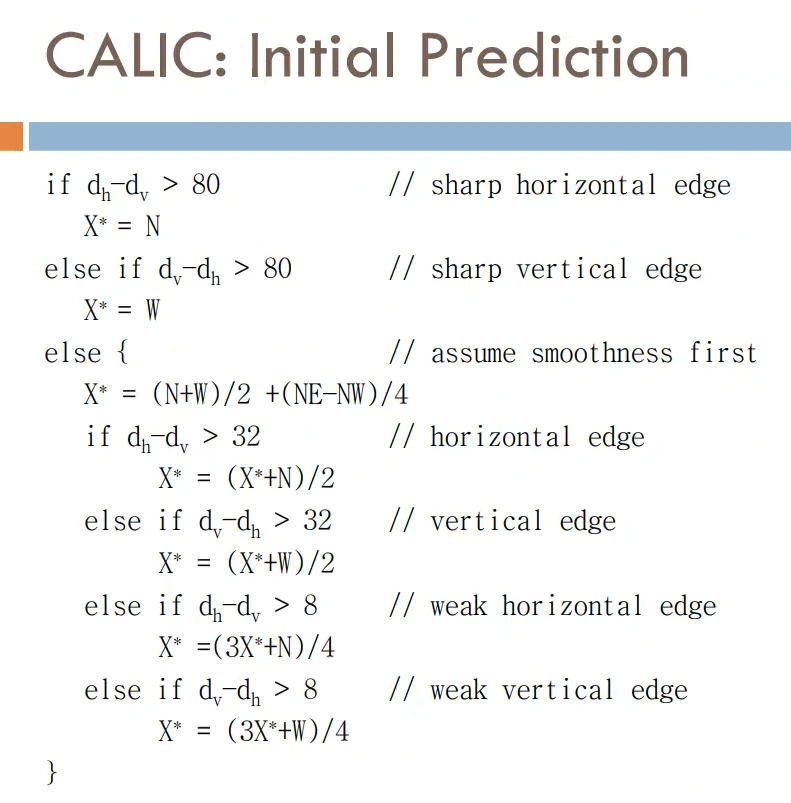 CALIC: Initial Prediction
if dₕ-dᵥ > 80 // sharp horizontal edge
X* = N
else if dᵥ-dₕ > 80 // sharp vertical edge
X* = W
else { // assume smoothness first
X* = (N+W)/2 +(NE-NW)/4
if dₕ-dᵥ > 32 // horizontal edge
X* = (X*+N)/2
else if dᵥ-dₕ > 32 // vertical edge
X* = (X*+W)/2
else if dₕ-dᵥ > 8 // weak horizontal edge
X* =(3X*+N)/4
else if dᵥ-dₕ > 8 // weak vertical edge
X* = (3X*+W)/4
}